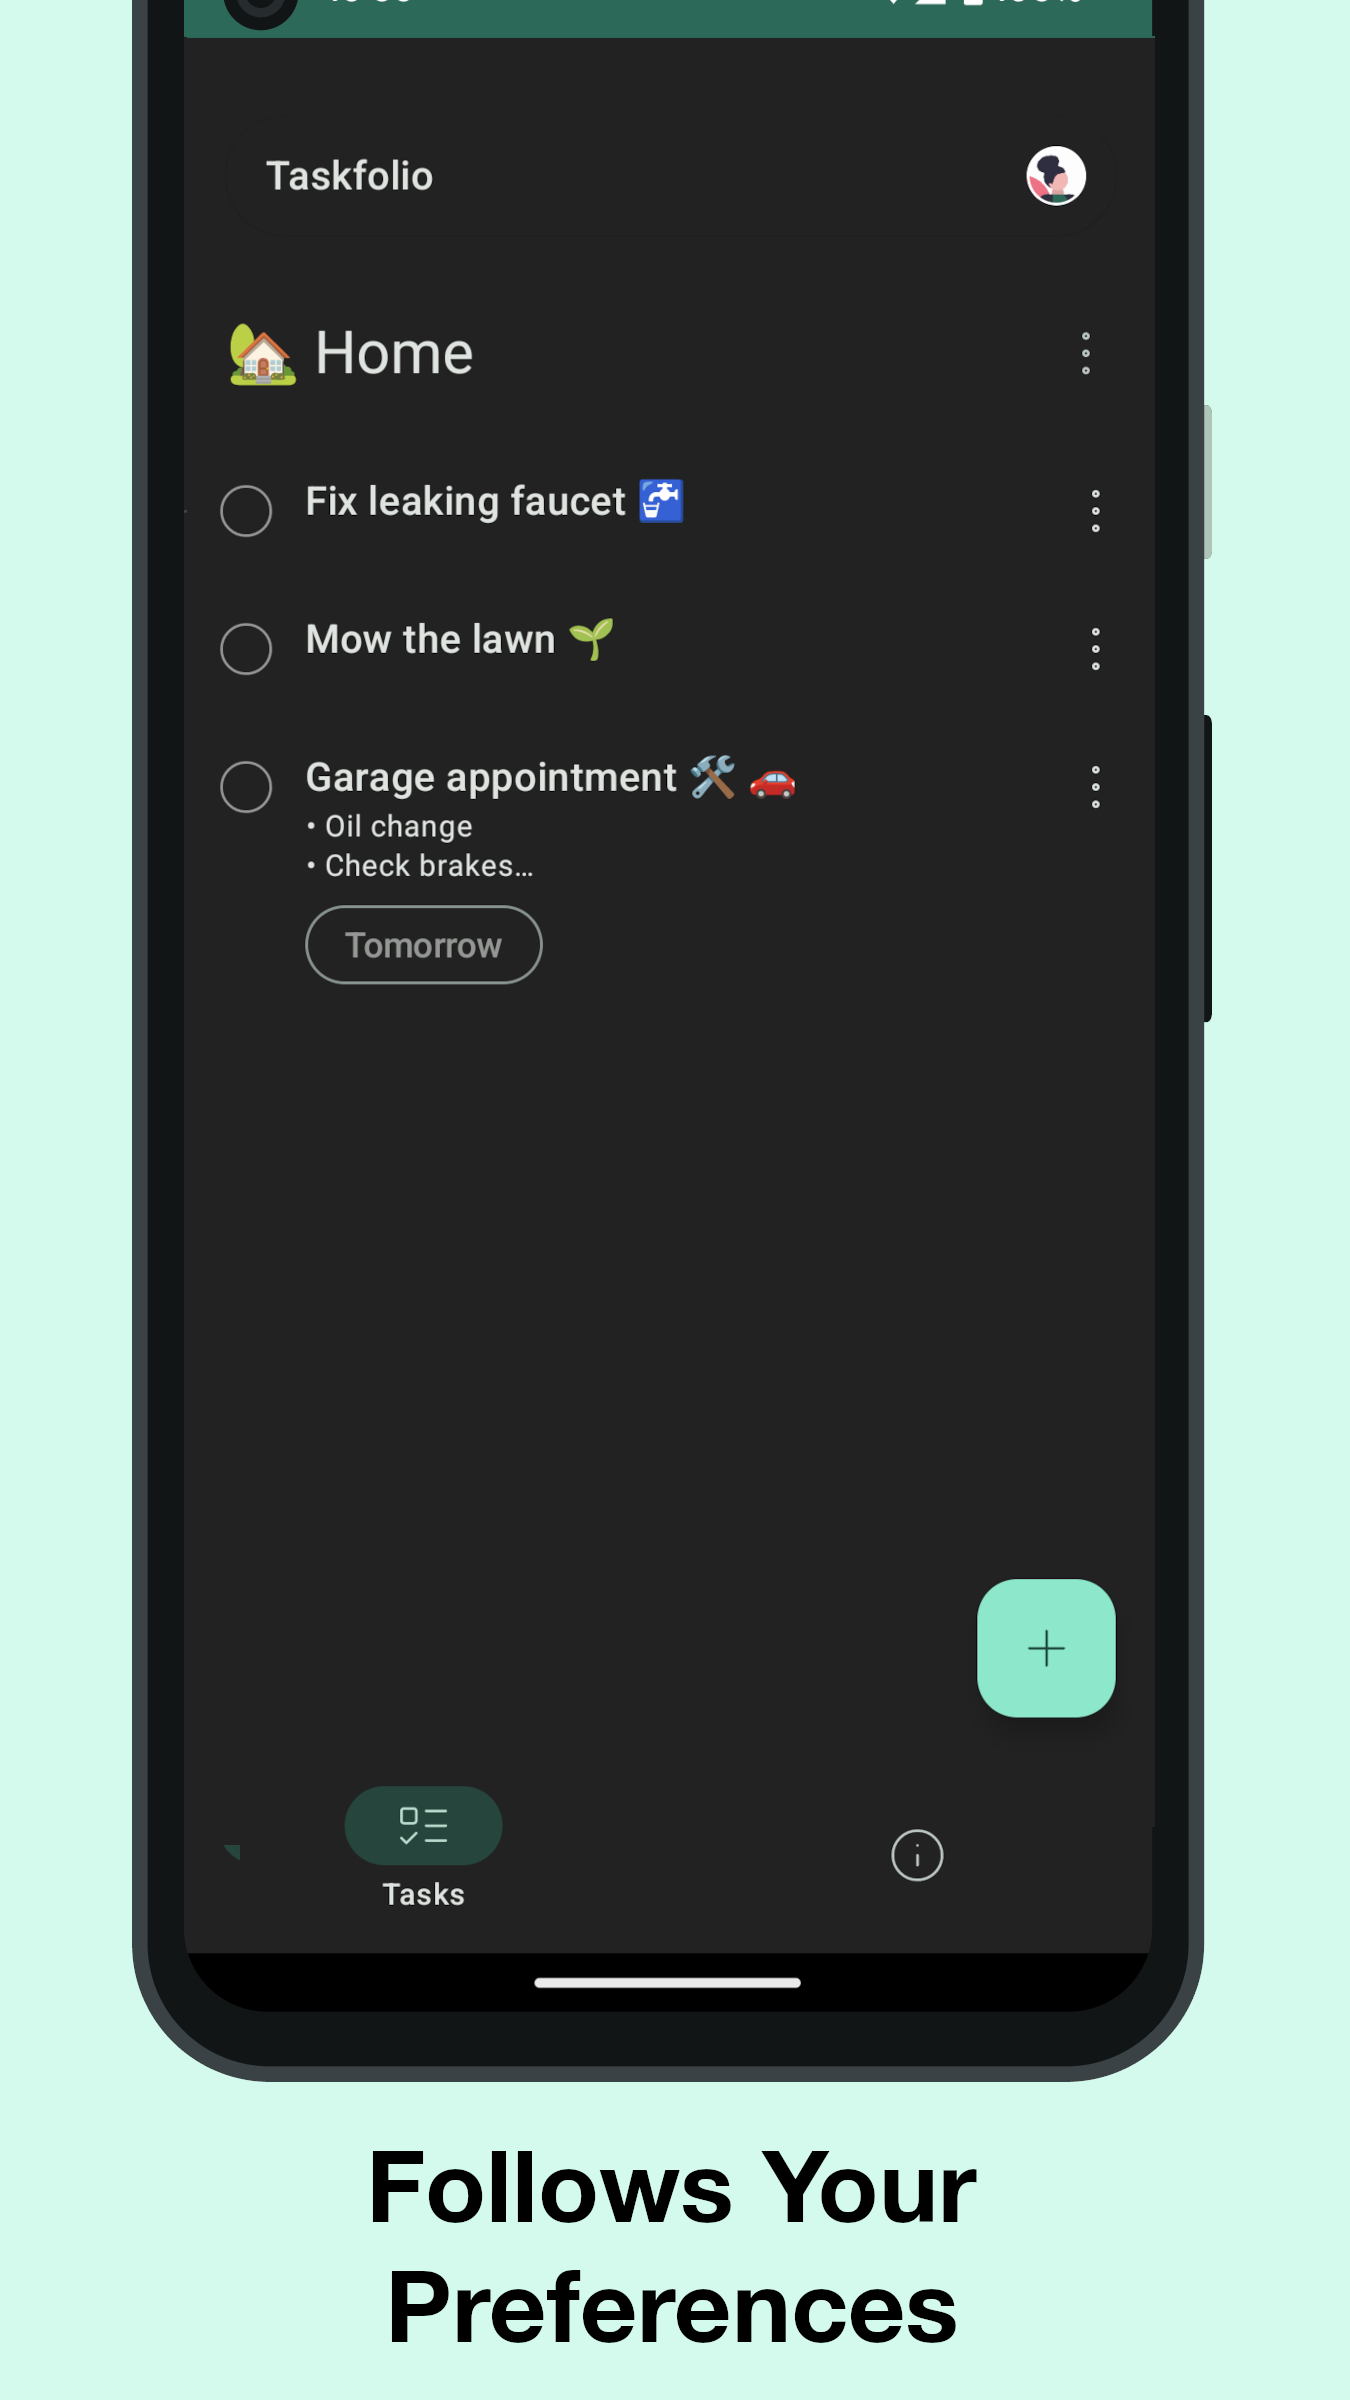 Taskfolio
Home
Fix leaking faucet
Mow the lawn
Garage appointment
• Oil change
• Check brakes…
Tomorrow
Tasks
Follows Your
Preferences